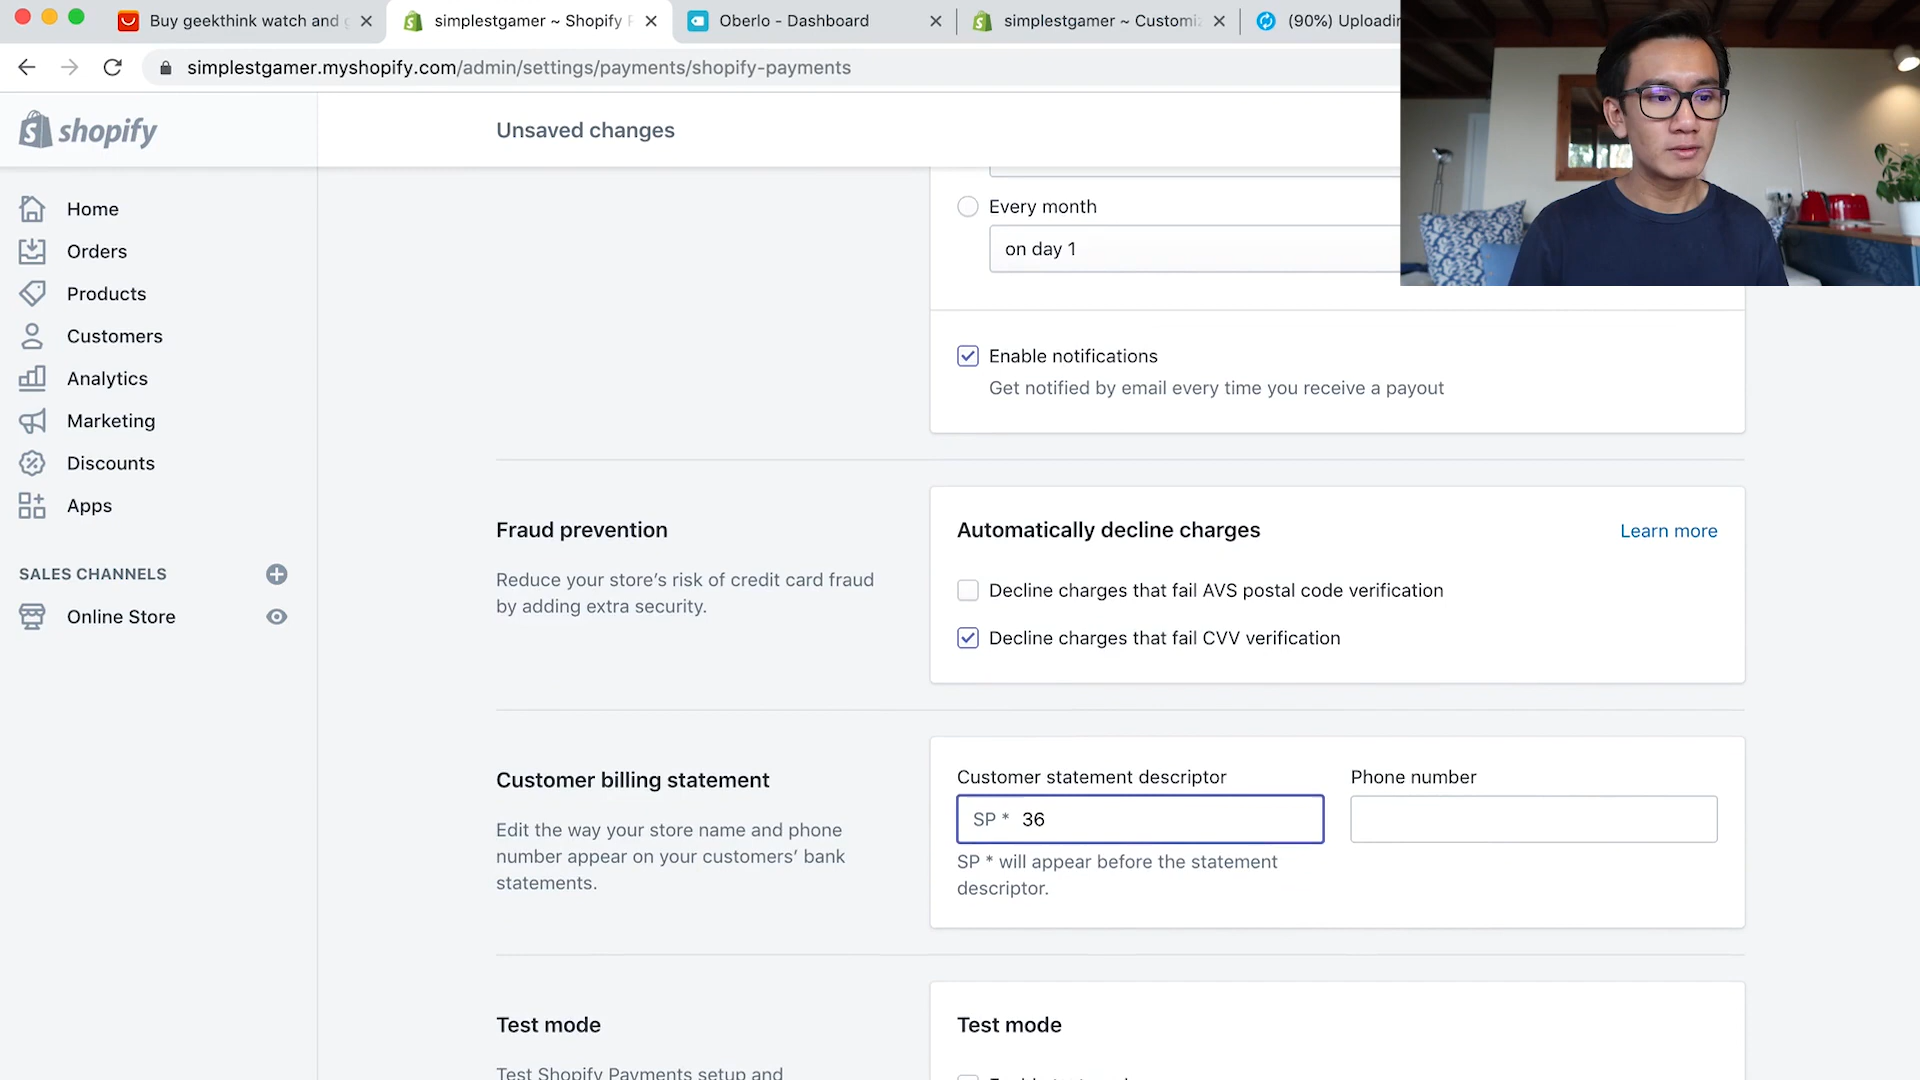 Buy geekthink watch and
simplestgamer ~ Shopify
Oberlo - Dashboard
simplestgamer ~ Customiz
(90%) Uploadin
simplestgamer.myshopify.com/admin/settings/payments/shopify-payments
shopify
Unsaved changes
Home
Orders
Products
Customers
Analytics
Marketing
Discounts
Apps
SALES CHANNELS
Online Store
Every month
on day 1
Enable notifications
Get notified by email every time you receive a payout
Fraud prevention
Reduce your store's risk of credit card fraud
by adding extra security.
Automatically decline charges
Learn more
Decline charges that fail AVS postal code verification
Decline charges that fail CVV verification
Customer billing statement
Edit the way your store name and phone
number appear on your customers' bank
statements.
Customer statement descriptor
Phone number
SP * 36
SP * will appear before the statement
descriptor.
Test mode
Test Shopify Payments setup and
Test mode